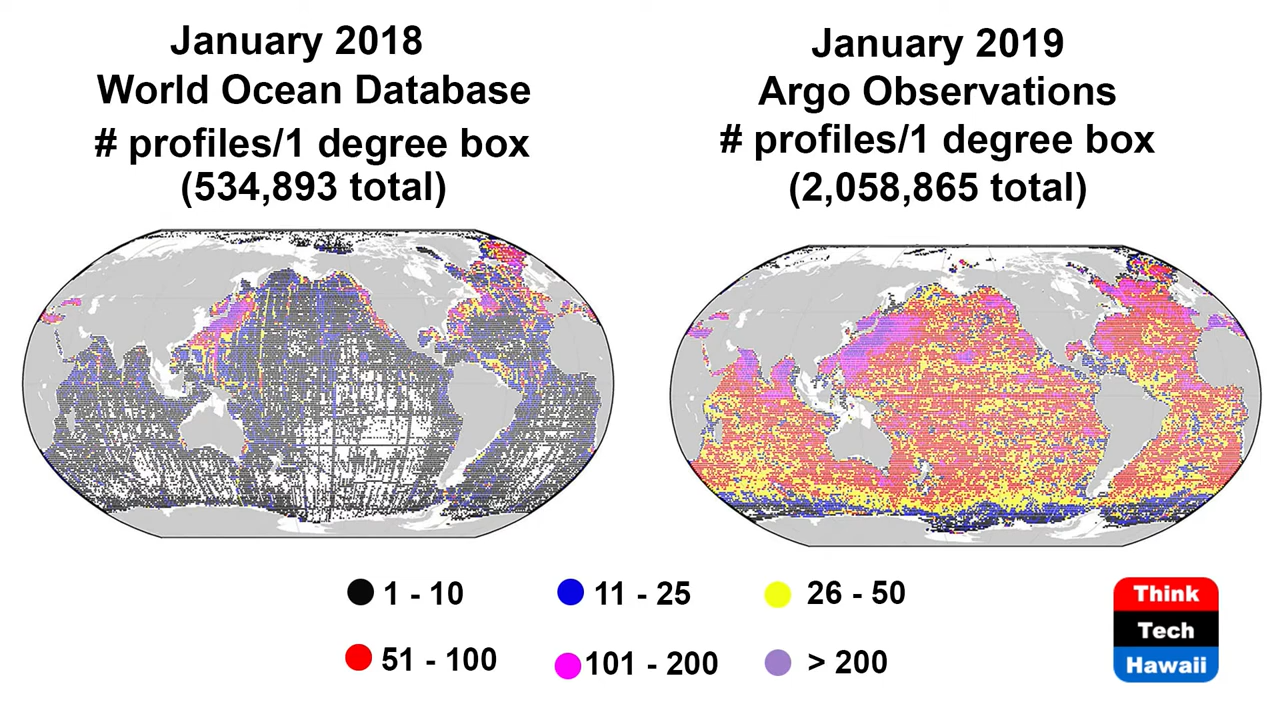 January 2018
World Ocean Database
# profiles/1 degree box
(534,893 total)
January 2019
Argo Observations
# profiles/1 degree box
(2,058,865 total)
1 - 10
11 - 25
26 - 50
51 - 100
101 - 200
> 200
Think
Tech
Hawaii